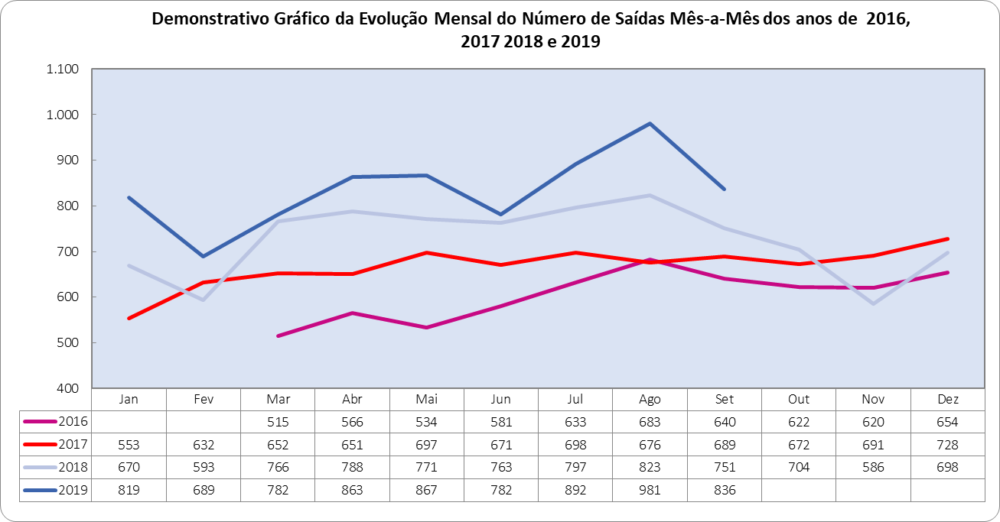 Demonstrativo Gráfico da Evolução Mensal do Número de Saídas Mês-a-Mês dos anos de 2016,
2017 2018 e 2019
1.100
1.000
900
800
700
600
500
400
Jan Fev Mar Abr Mai Jun Jul Ago Set Out Nov Dez
2016 515 566 534 581 633 683 640 622 620 654
2017 553 632 652 651 697 671 698 676 689 672 691 728
2018 670 593 766 788 771 763 797 823 751 704 586 698
2019 819 689 782 863 867 782 892 981 836